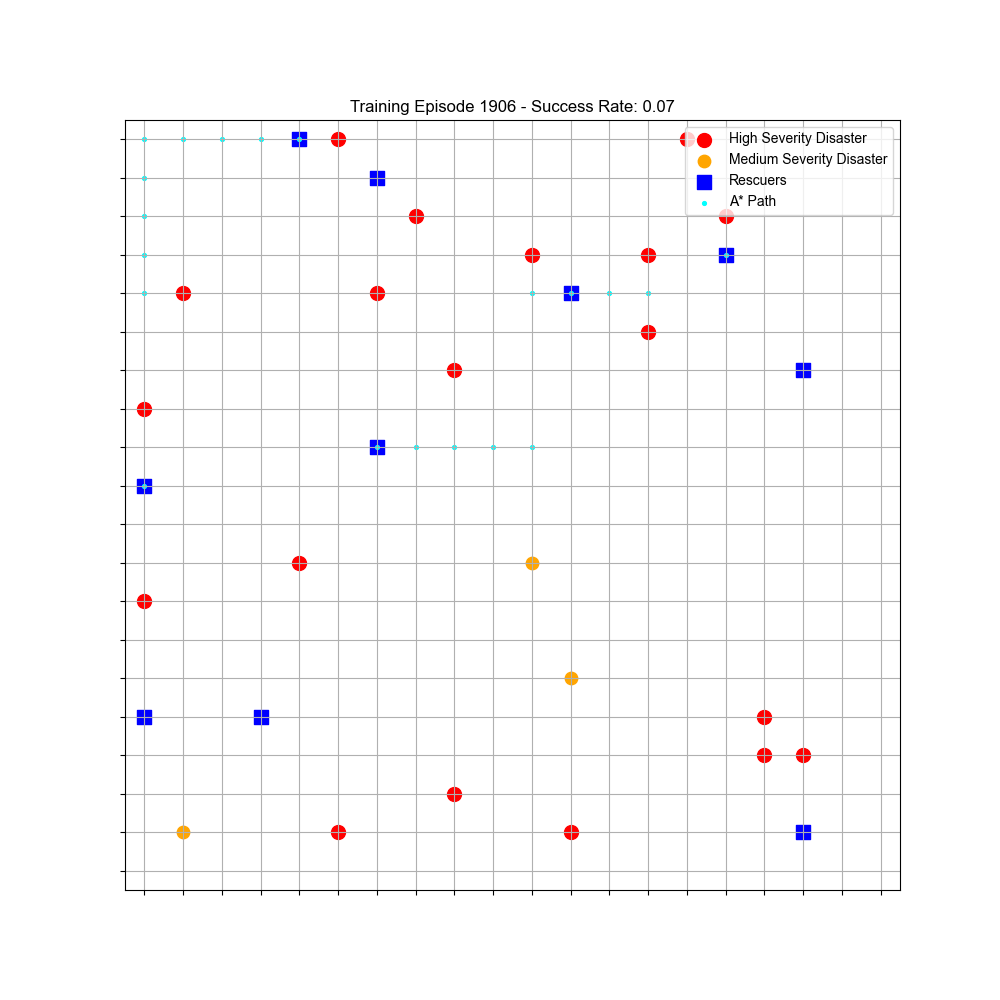 Training Episode 1906 - Success Rate: 0.07
High Severity Disaster
Medium Severity Disaster
Rescuers
A* Path